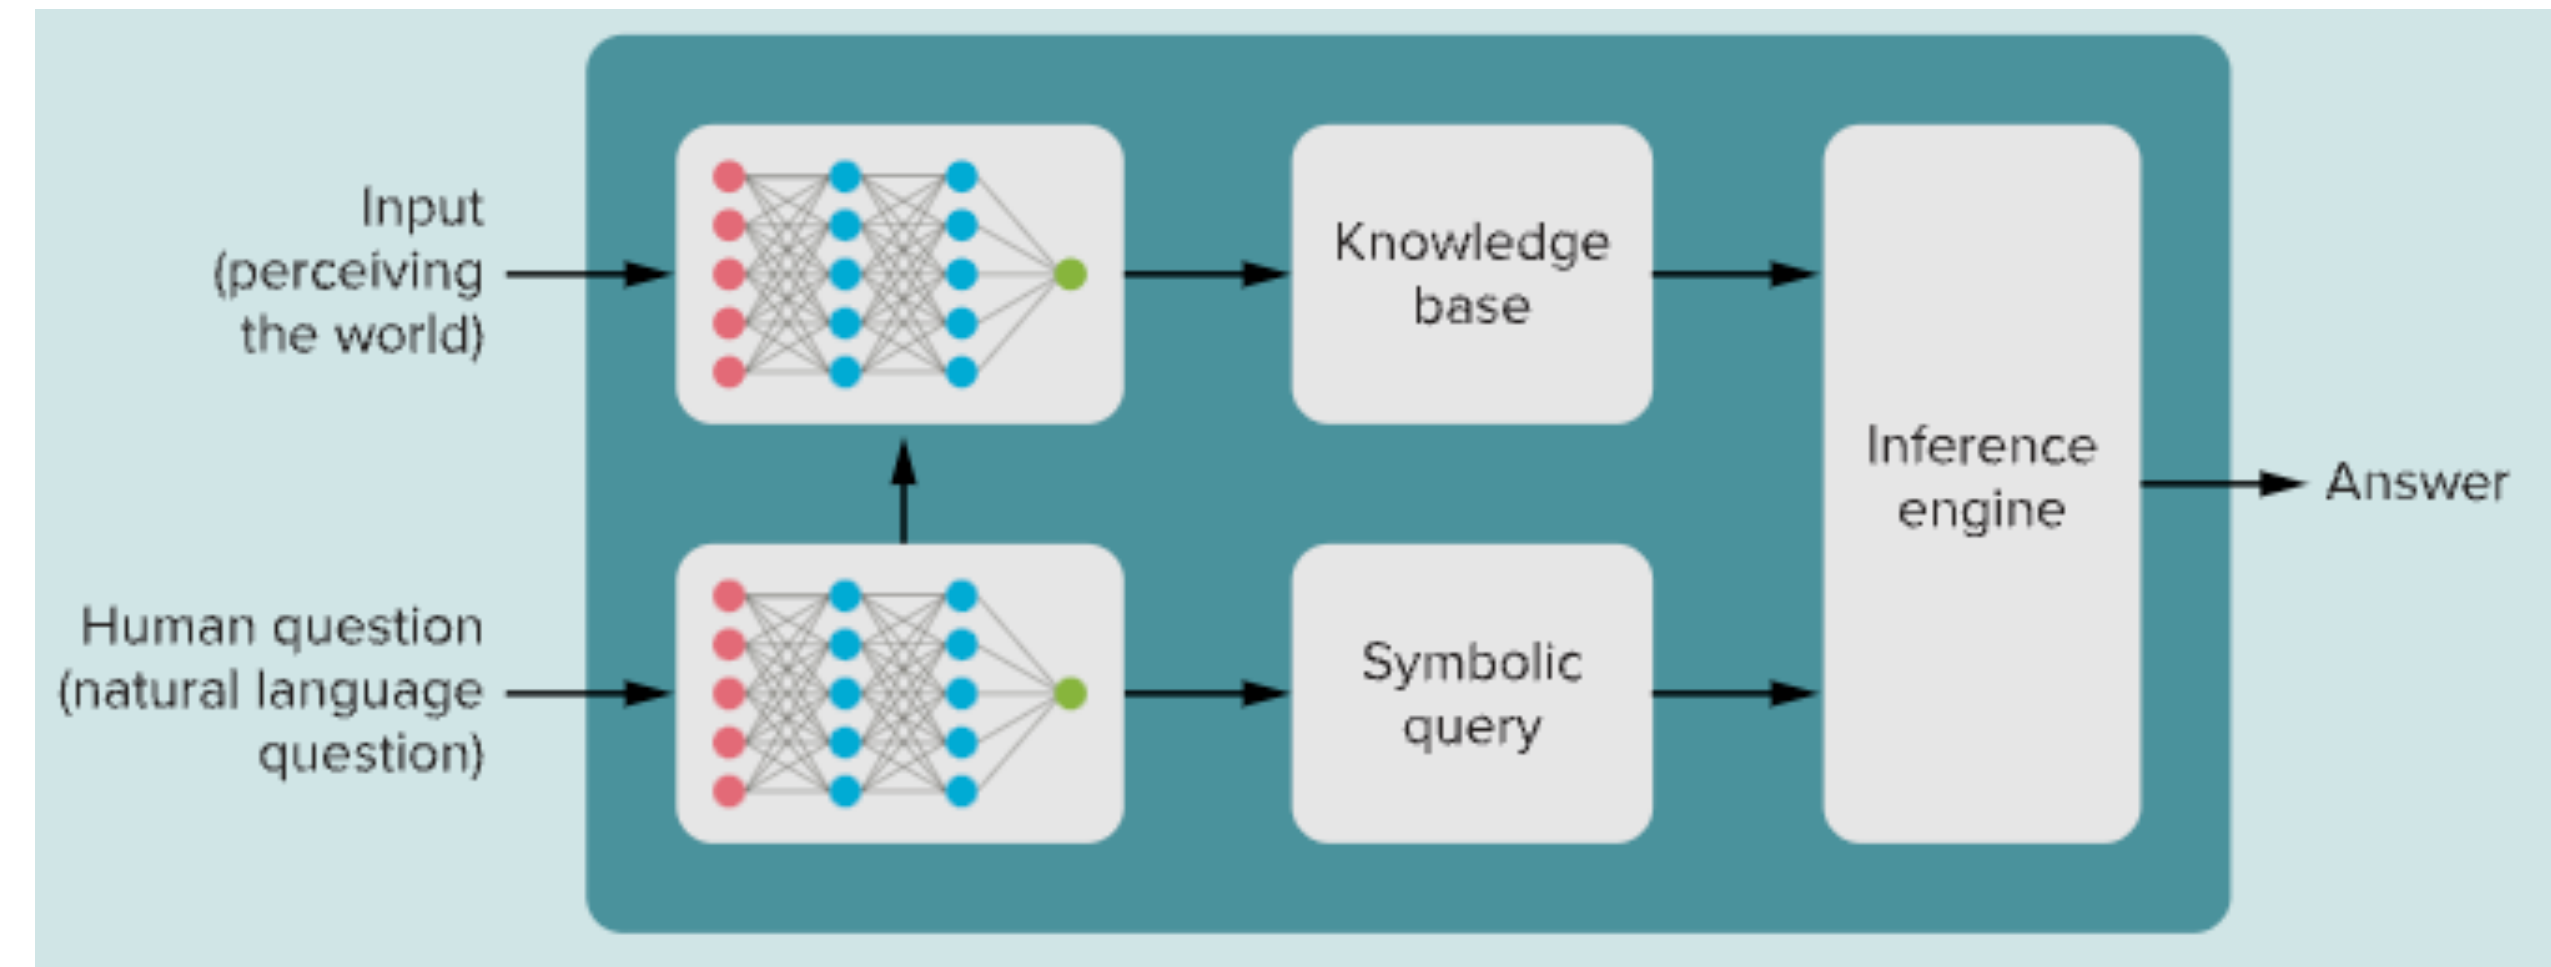 Input
(perceiving
the world)
Knowledge
base
Inference
engine
Answer
Human question
(natural language
question)
Symbolic
query